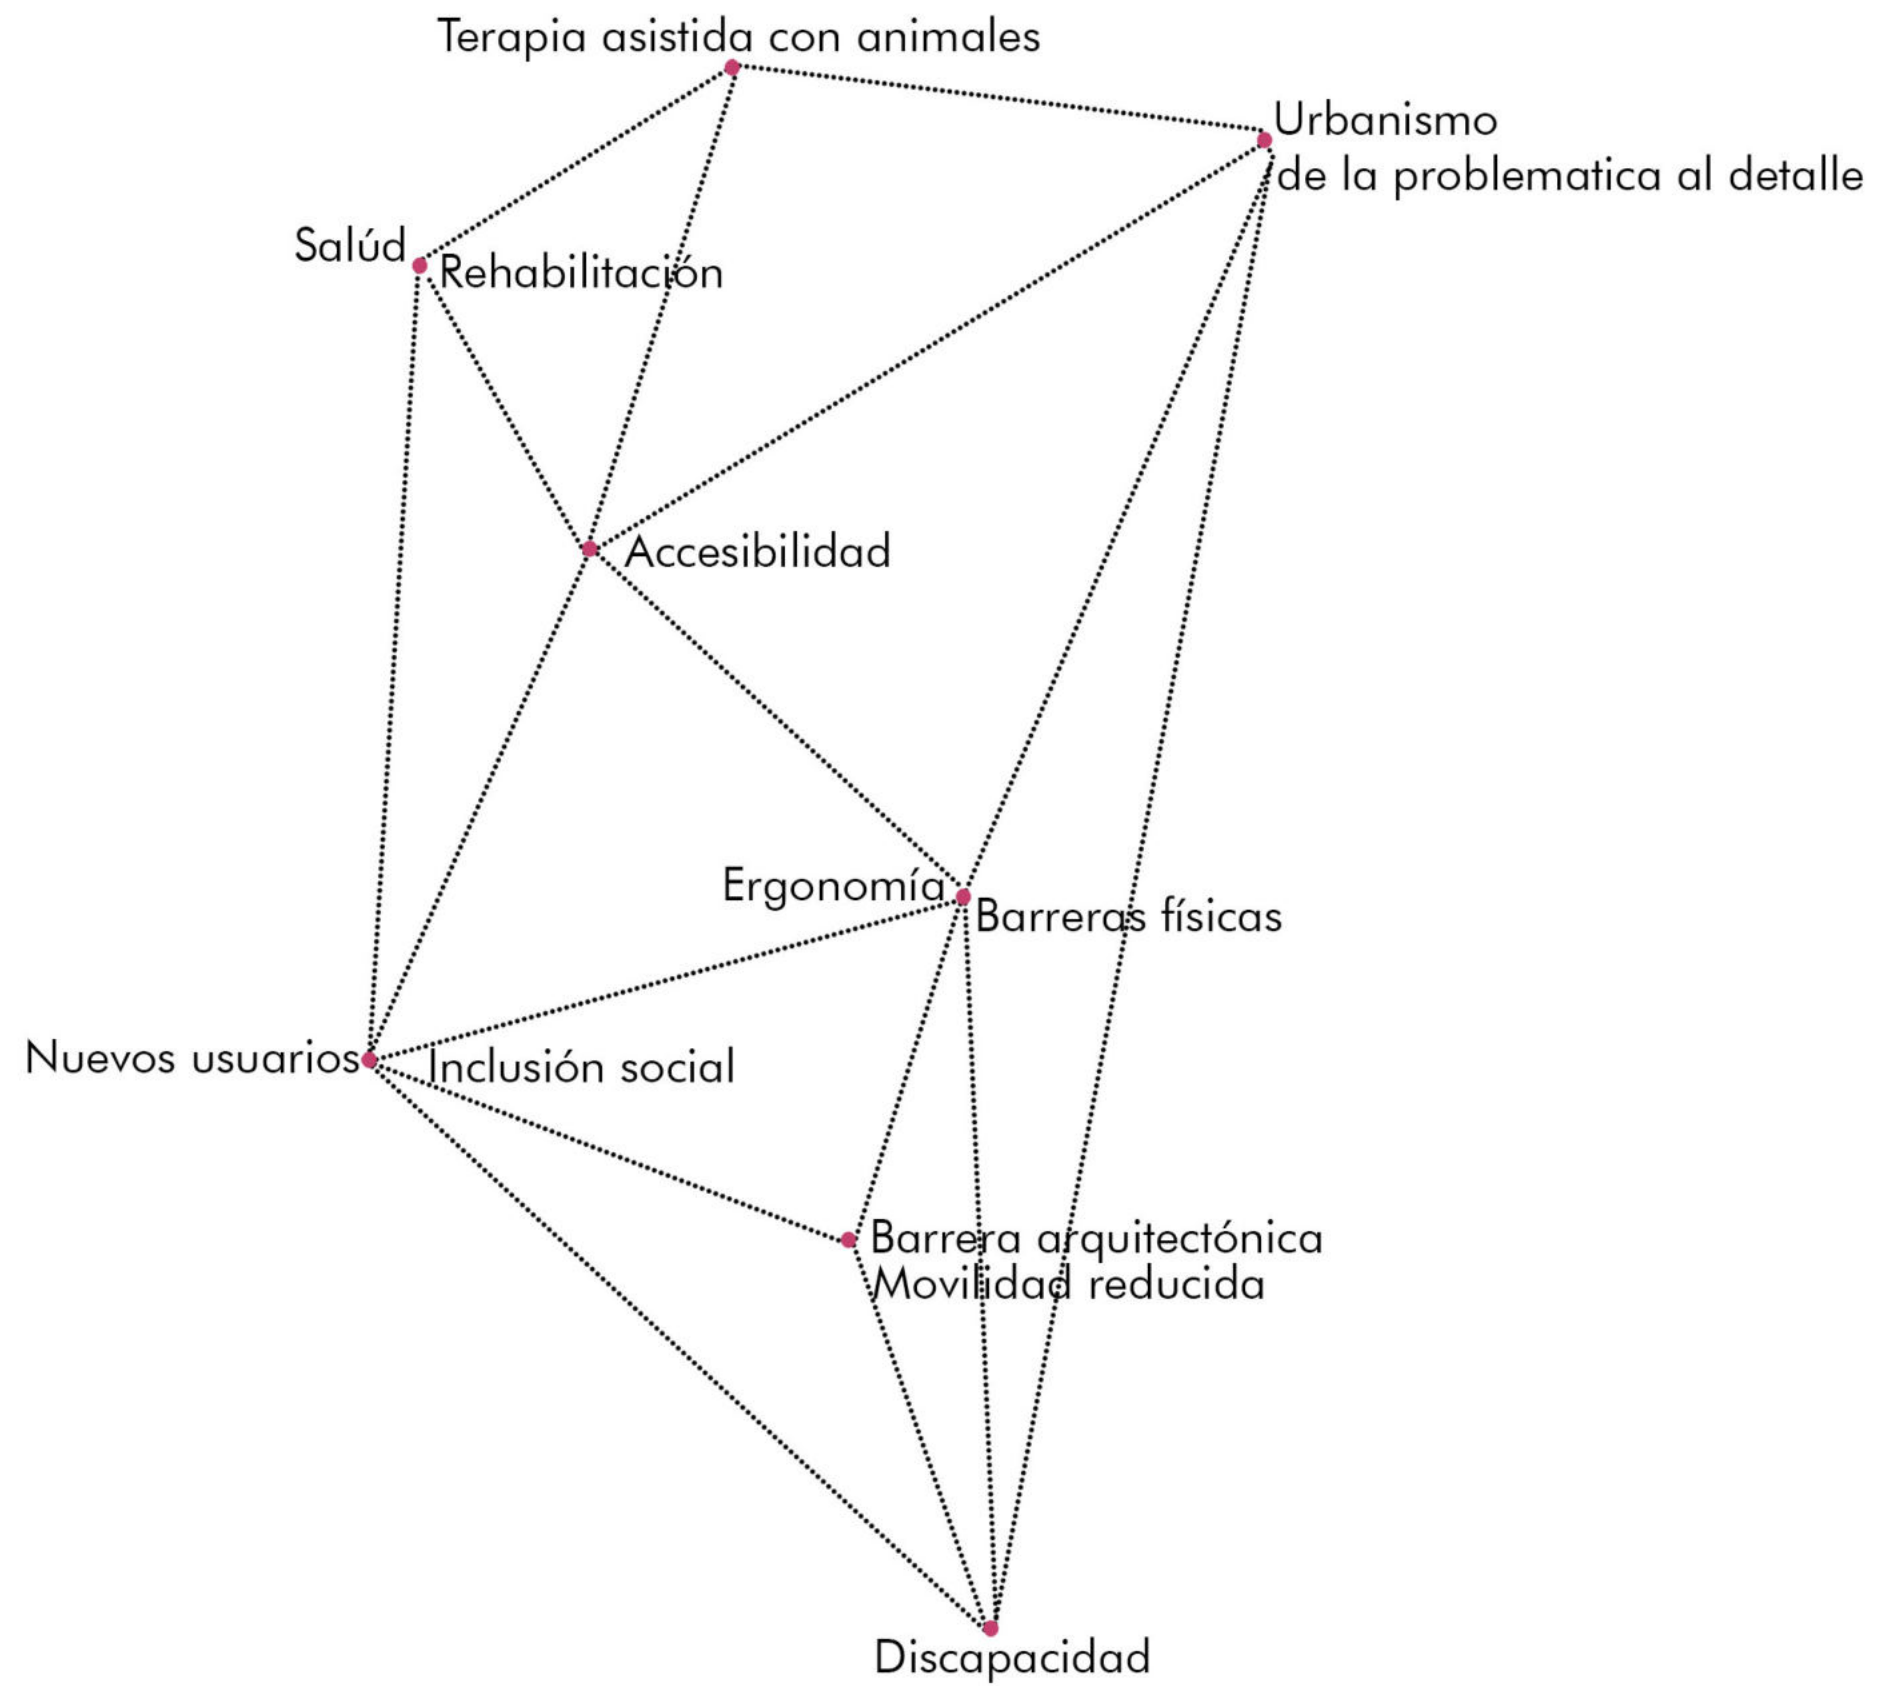 Terapia asistida con animales
Urbanismo
de la problematica al detalle
Salúd
Rehabilitación
Accesibilidad
Ergonomía
Barreras físicas
Nuevos usuarios
Inclusión social
Barrera arquitectónica
Movilidad reducida
Discapacidad